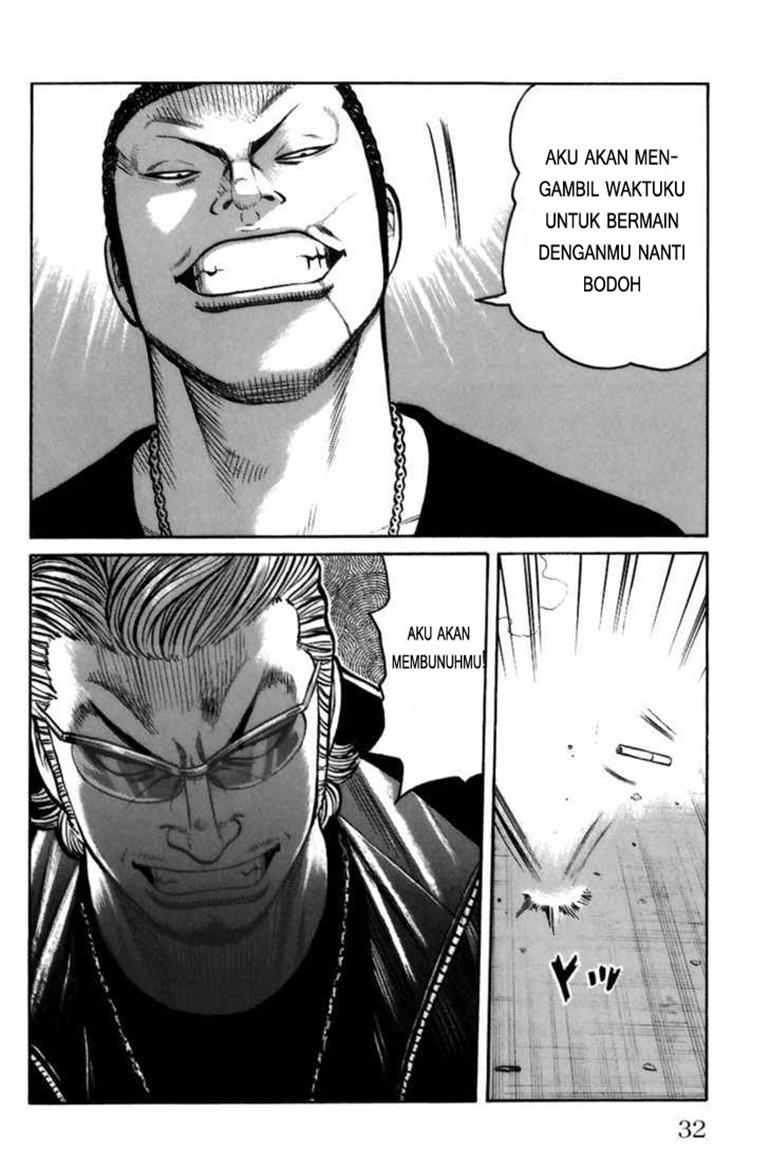 AKU AKAN MEN-
GAMBIL WAKTUKU
UNTUK BERMAIN
DENGANMU NANTI
BODOH
AKU AKAN
MEMBUNUHMU!
ドッ
32